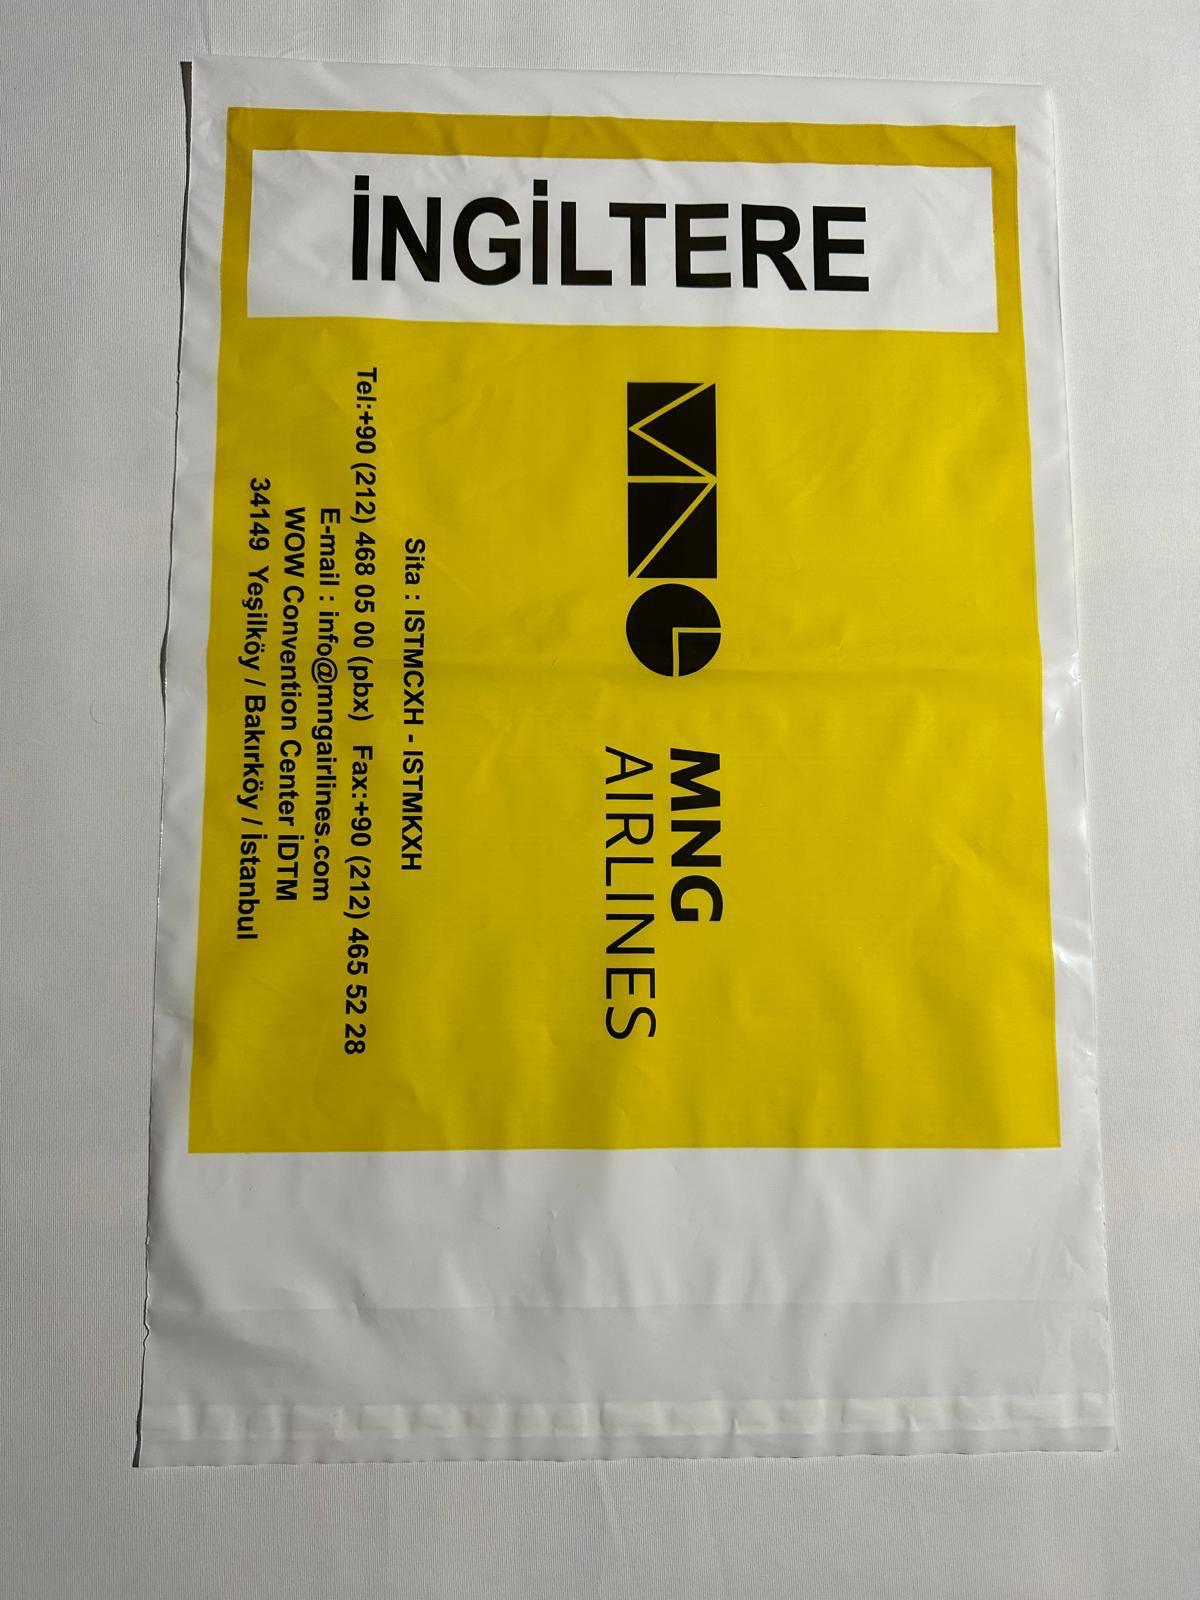 İNGİLTERE
MNG
MNG
AIRLINES
Sita : ISTMCXH - ISTMKXH
Tel:+90 (212) 468 05 00 (pbx) Fax:+90 (212) 465 52 28
E-mail : info@mngairlines.com
WOW Convention Center İDTM
34149 Yeşilköy / Bakırköy / İstanbul